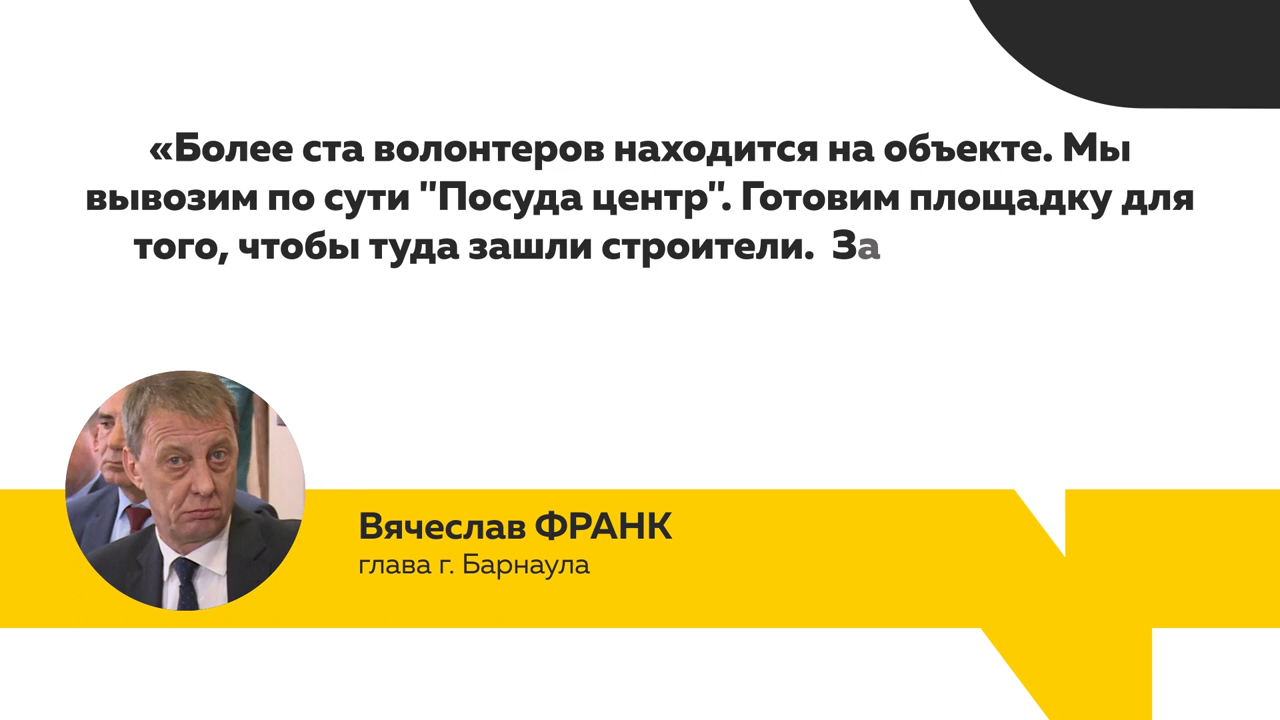 «Более ста волонтеров находится на объекте. Мы
вывозим по сути "Посуда центр". Готовим площадку для
того, чтобы туда зашли строители. За
Вячеслав ФРАНК
глава г. Барнаула